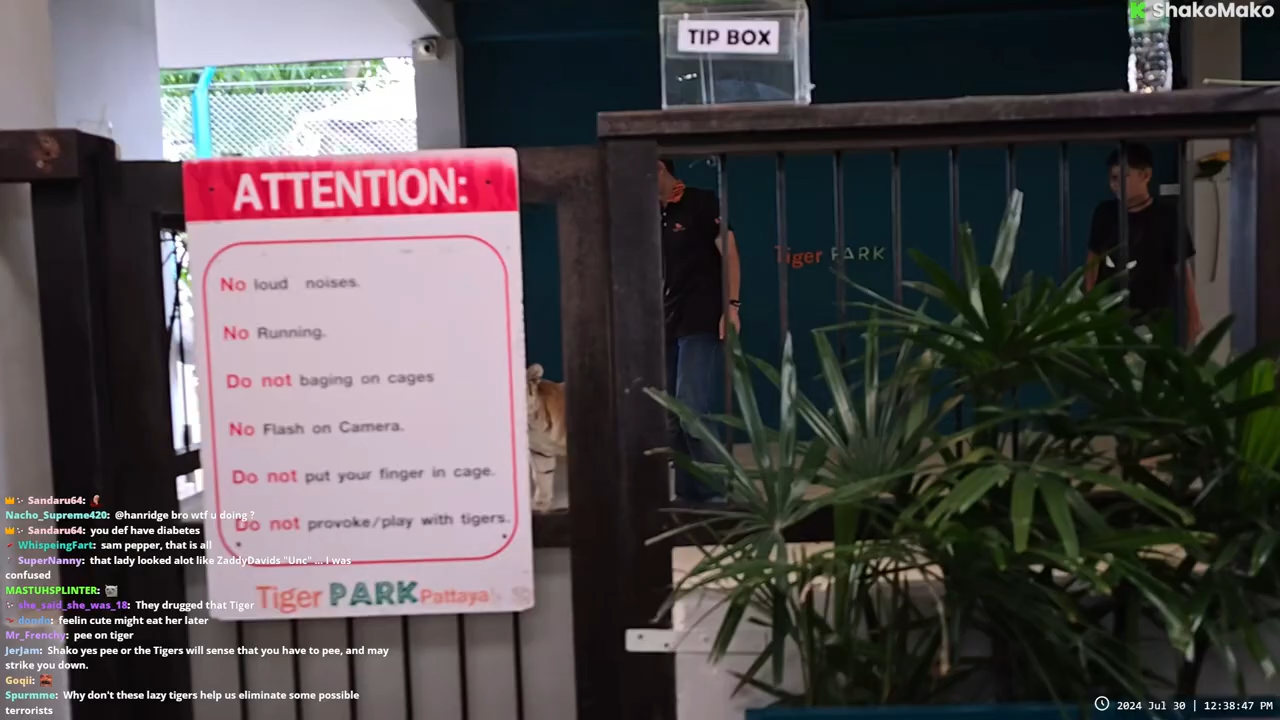 ShakoMako
TIP BOX
ATTENTION:
No loud noises.
No Running.
Do not baging on cages
No Flash on Camera.
Do not put your finger in cage.
Do not provoke/play with tigers.
Tiger PARK Pattaya
Tiger PARK
Sandaru64:
Nacho_Supreme420: @hanridge bro wtf u doing ?
Sandaru64: you def have diabetes
WhispeingFart: sam pepper, that is all
SuperNanny: that lady looked alot like ZaddyDavids "Unc" ... I was
confused
MASTUHSPLINTER:
she_said_she_was_18: They drugged that Tiger
dondu: feelin cute might eat her later
Mr_Frenchy: pee on tiger
JerJam: Shako yes pee or the Tigers will sense that you have to pee, and may
strike you down.
Goqii:
Spurmme: Why don't these lazy tigers help us eliminate some possible
terrorists
2024 Jul 30 | 12:38:47 PM